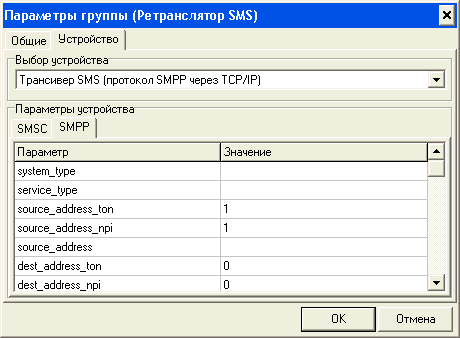 Параметры группы (Ретранслятор SMS)
Общие Устройство
Выбор устройства
Трансивер SMS (протокол SMPP через TCP/IP)
Параметры устройства
SMSC SMPP
Параметр Значение
system_type
service_type
source_address_ton 1
source_address_npi 1
source_address
dest_address_ton 0
dest_address_npi 0
OK Отмена